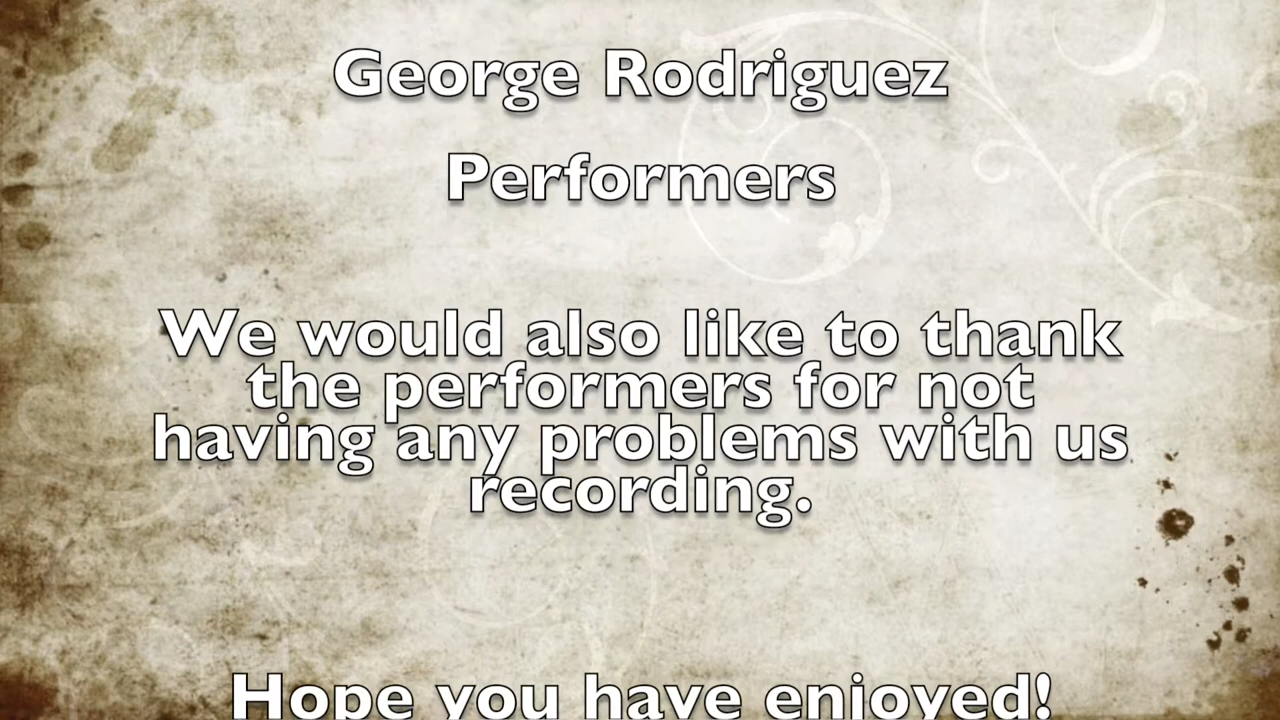 George Rodriguez
Performers
We would also like to thank
the performers for not
having any problems with us
recording.
Hope you have enjoyed!